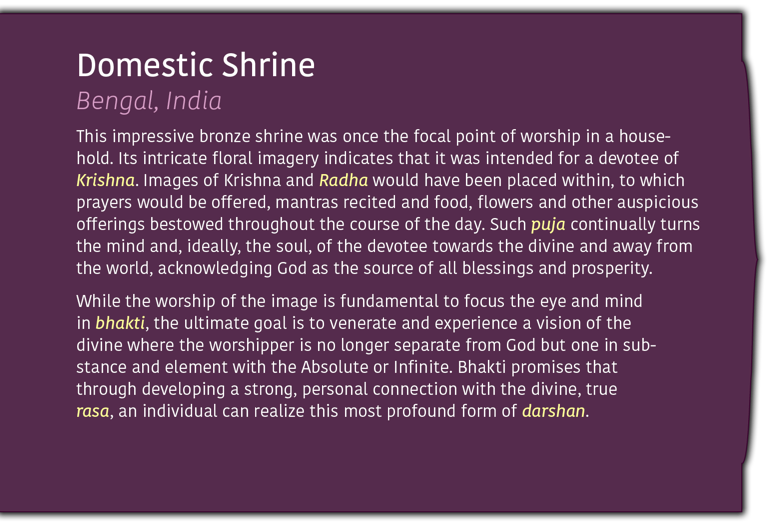 Domestic Shrine
Bengal, India
This impressive bronze shrine was once the focal point of worship in a house-
hold. Its intricate floral imagery indicates that it was intended for a devotee of
Krishna. Images of Krishna and Radha would have been placed within, to which
prayers would be offered, mantras recited and food, flowers and other auspicious
offerings bestowed throughout the course of the day. Such puja continually turns
the mind and, ideally, the soul, of the devotee towards the divine and away from
the world, acknowledging God as the source of all blessings and prosperity.
While the worship of the image is fundamental to focus the eye and mind
in bhakti, the ultimate goal is to venerate and experience a vision of the
divine where the worshipper is no longer separate from God but one in sub-
stance and element with the Absolute or Infinite. Bhakti promises that
through developing a strong, personal connection with the divine, true
rasa, an individual can realize this most profound form of darshan.